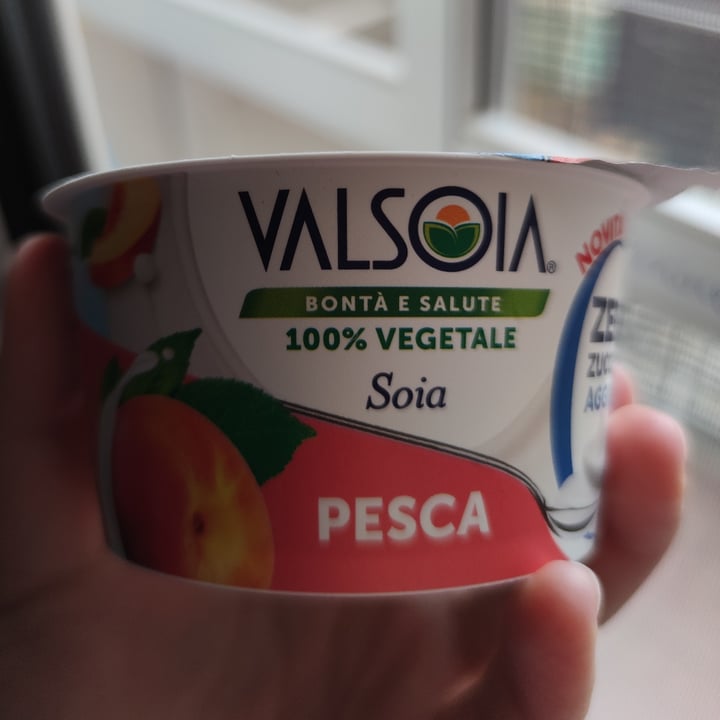 VALSOIA®
BONTÀ E SALUTE
100% VEGETALE
Soia
PESCA